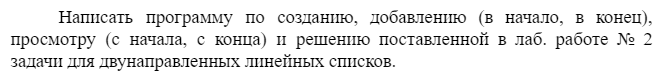 Написать программу по созданию, добавлению (в начало, в конец),
просмотру (с начала, с конца) и решению поставленной в лаб. работе № 2
задачи для двунаправленных линейных списков.